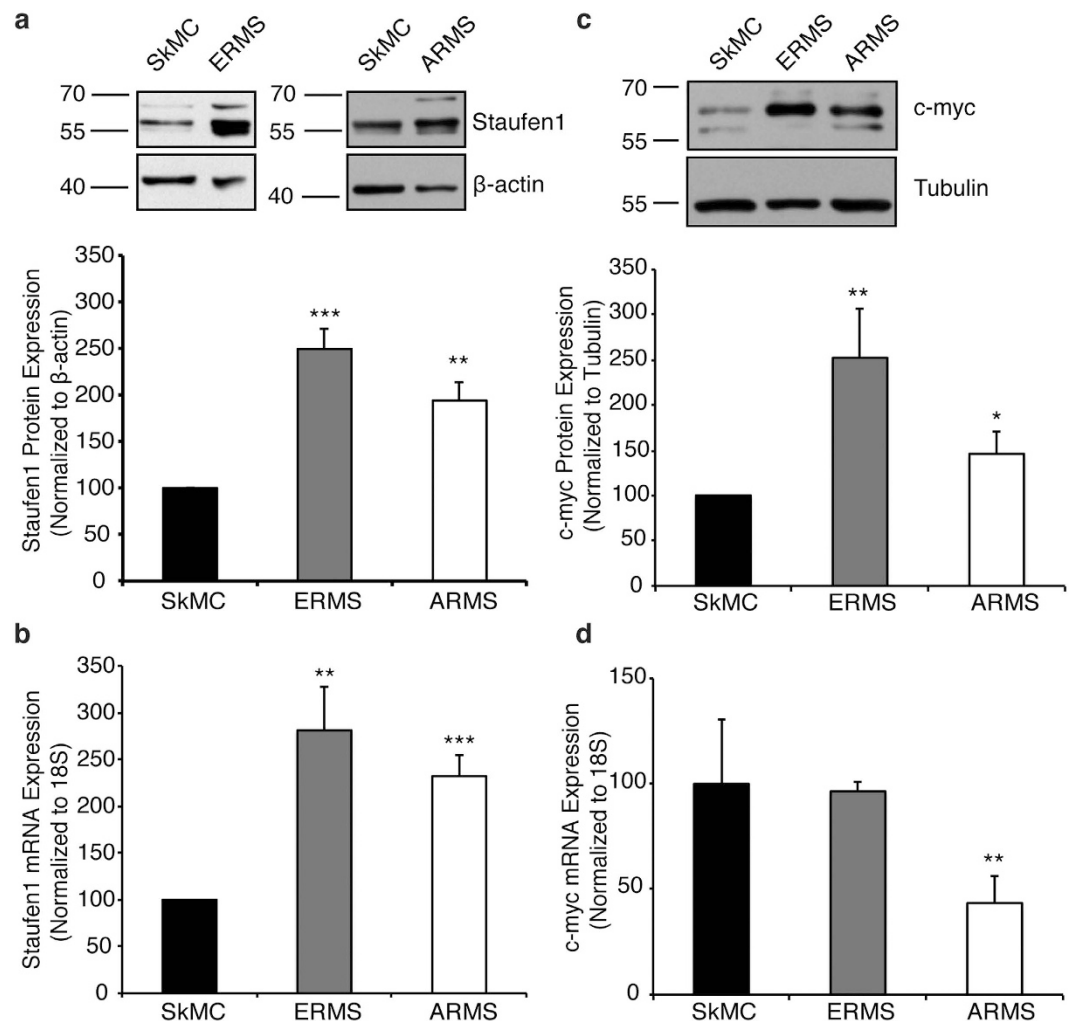 a
SkMC
ERMS
SkMC
ARMS
70
55
40
70
55
40
Staufen1
β-actin
Staufen1 Protein Expression
(Normalized to β-actin)
350
300
250
200
150
100
50
0
***
**
SkMC
ERMS
ARMS
b
Staufen1 mRNA Expression
(Normalized to 18S)
350
300
250
200
150
100
50
0
**
***
SkMC
ERMS
ARMS
c
SkMC
ERMS
ARMS
70
55
55
c-myc
Tubulin
c-myc Protein Expression
(Normalized to Tubulin)
350
300
250
200
150
100
50
0
**
*
SkMC
ERMS
ARMS
d
c-myc mRNA Expression
(Normalized to 18S)
150
100
50
0
**
SkMC
ERMS
ARMS